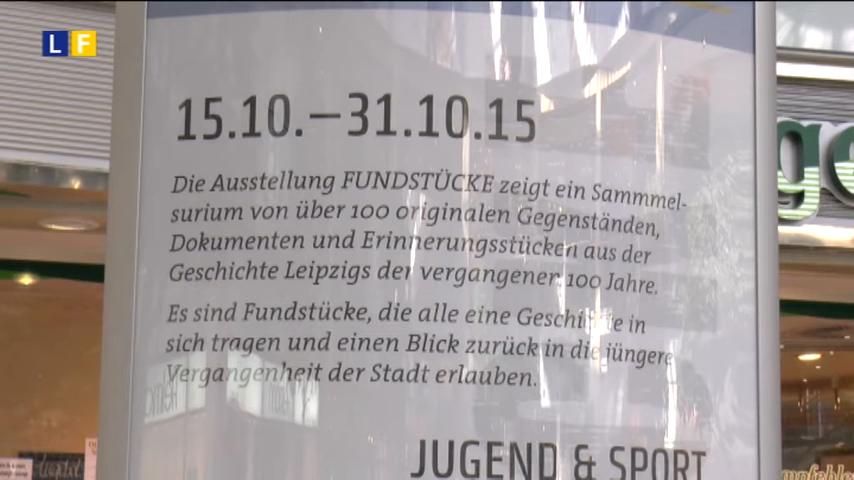 LF
15.10.–31.10.15
Die Ausstellung FUNDSTÜCKE zeigt ein Sammmel-
surium von über 100 originalen Gegenständen,
Dokumenten und Erinnerungsstücken aus der
Geschichte Leipzigs der vergangenen 100 Jahre.
Es sind Fundstücke, die alle eine Geschichte in
sich tragen und einen Blick zurück in die jüngere
Vergangenheit der Stadt erlauben.
JUGEND & SPORT